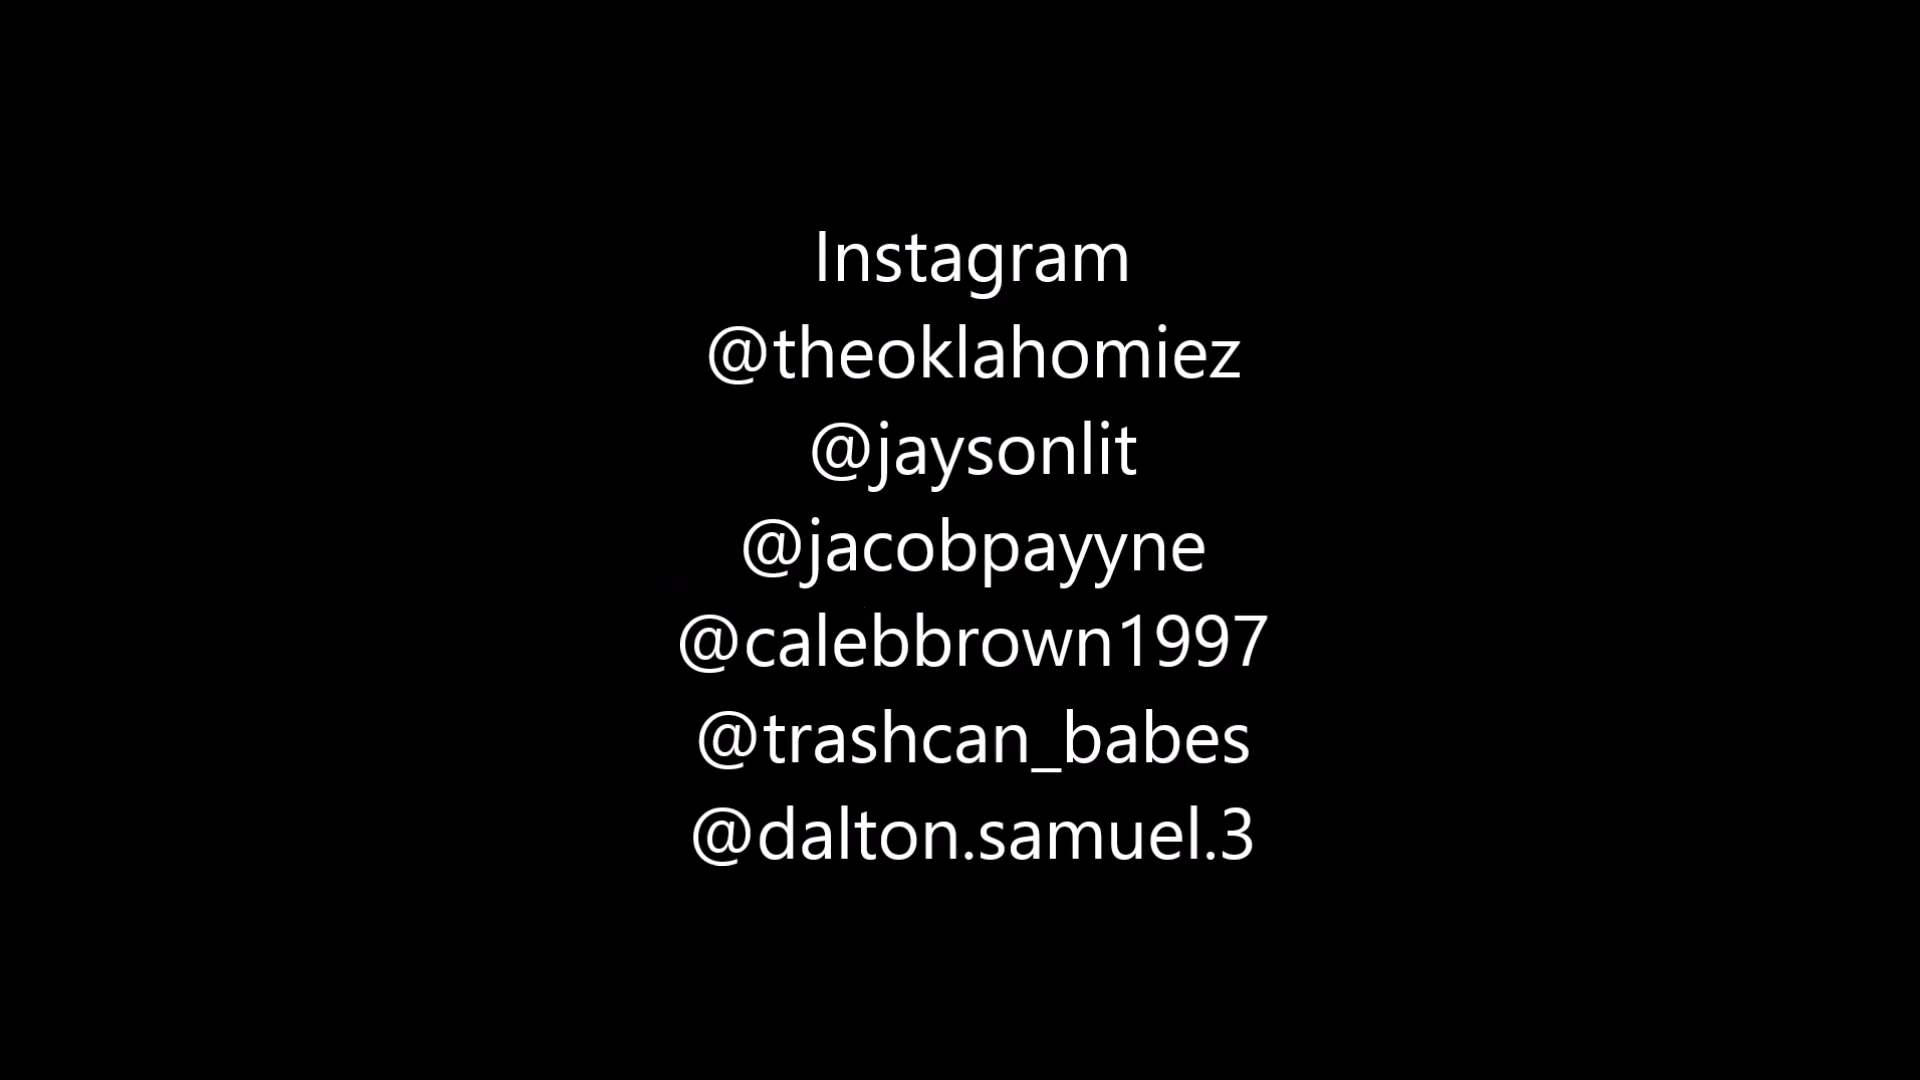 Instagram
@theoklahomiez
@jaysonlit
@jacobpayyne
@calebbrown1997
@trashcan_babes
@dalton.samuel.3